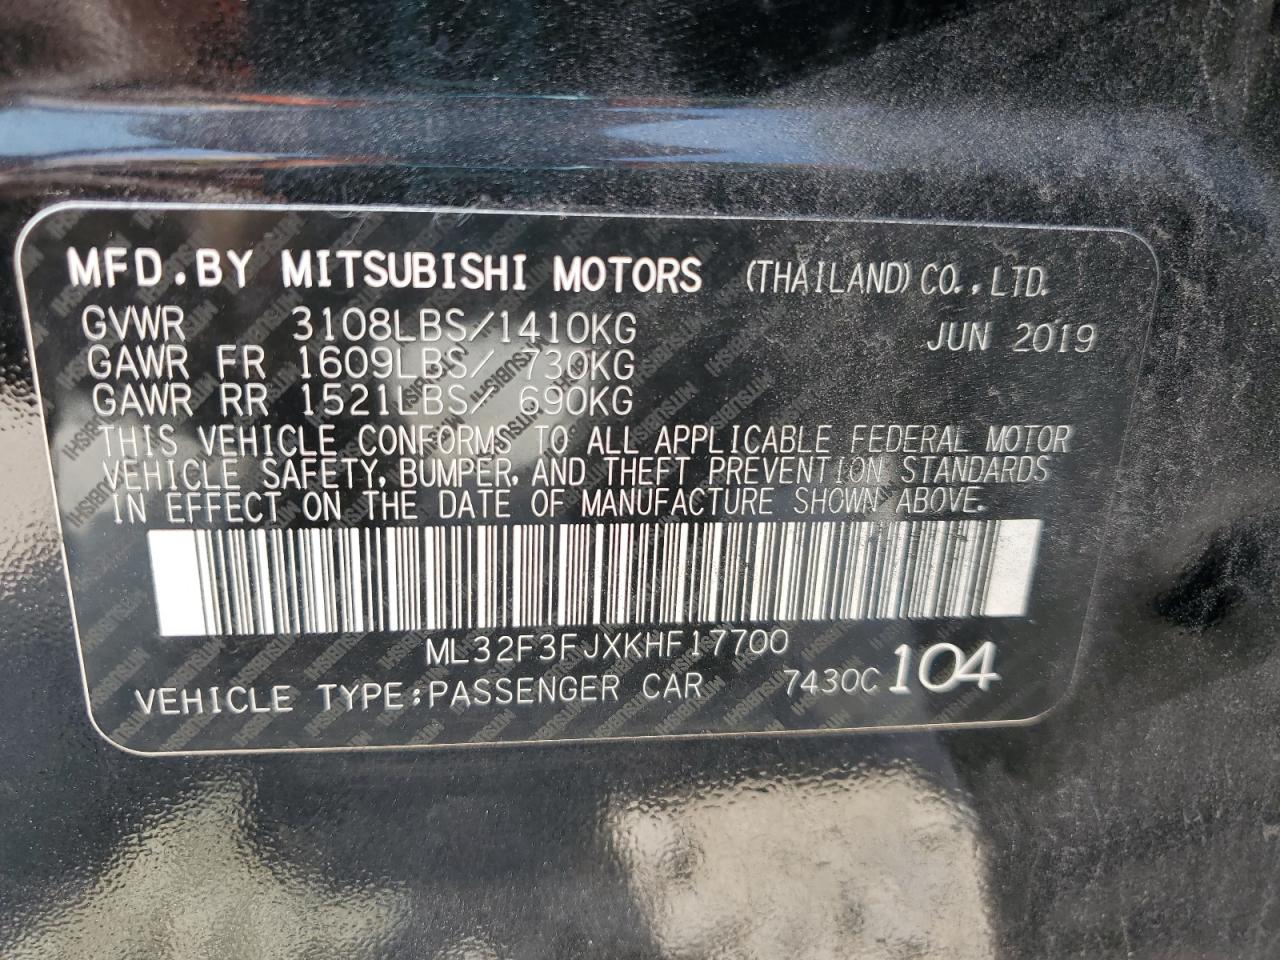 MFD.BY MITSUBISHI MOTORS (THAILAND)CO.,LTD.
GVWR 3108LBS/1410KG JUN 2019
GAWR FR 1609LBS/ 730KG
GAWR RR 1521LBS/ 690KG
THIS VEHICLE CONFORMS TO ALL APPLICABLE FEDERAL MOTOR
VEHICLE SAFETY, BUMPER, AND THEFT PREVENTION STANDARDS
IN EFFECT ON THE DATE OF MANUFACTURE SHOWN ABOVE.
ML32F3FJXKHF17700
VEHICLE TYPE:PASSENGER CAR 7430C 104